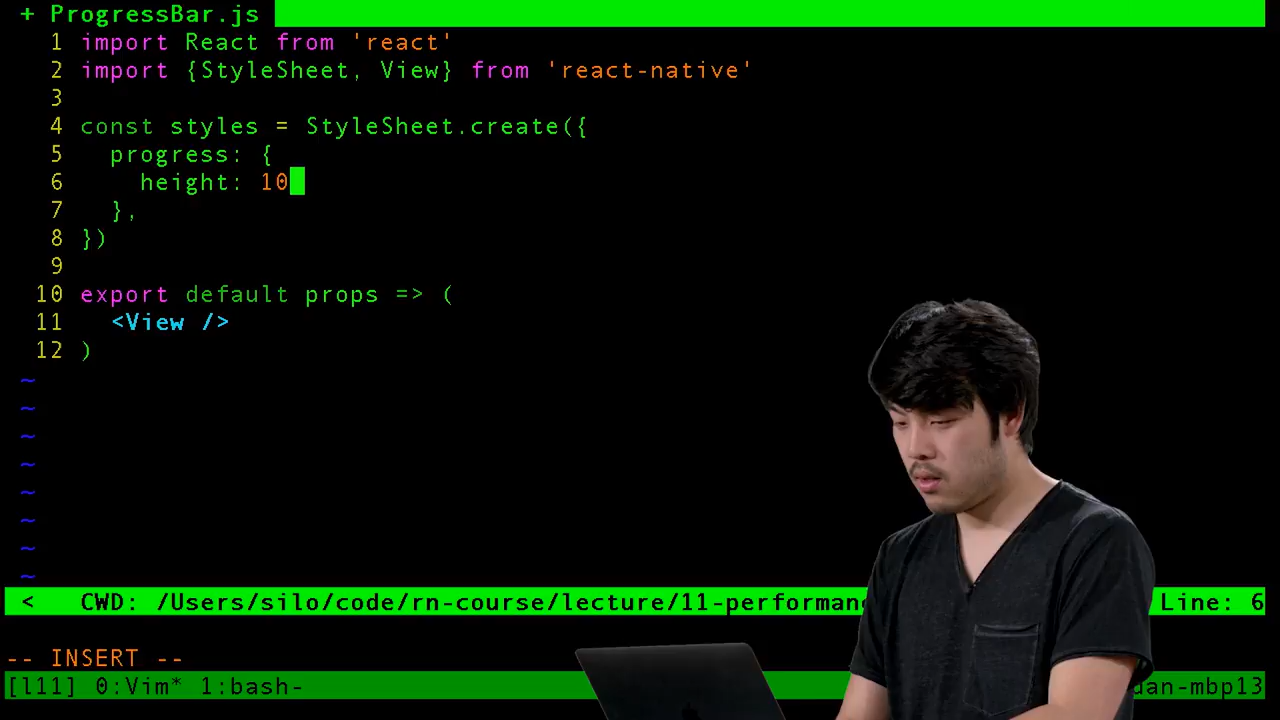 + ProgressBar.js
1 import React from 'react'
2 import {StyleSheet, View} from 'react-native'
3
4 const styles = StyleSheet.create({
5   progress: {
6     height: 10
7   },
8 })
9
10 export default props => (
11   <View />
12 )
~
~
~
~
~
~
~
~
<   CWD: /Users/silo/code/rn-course/lecture/11-performan Line: 6
-- INSERT --
[l11] 0:Vim* 1:bash- dan-mbp13